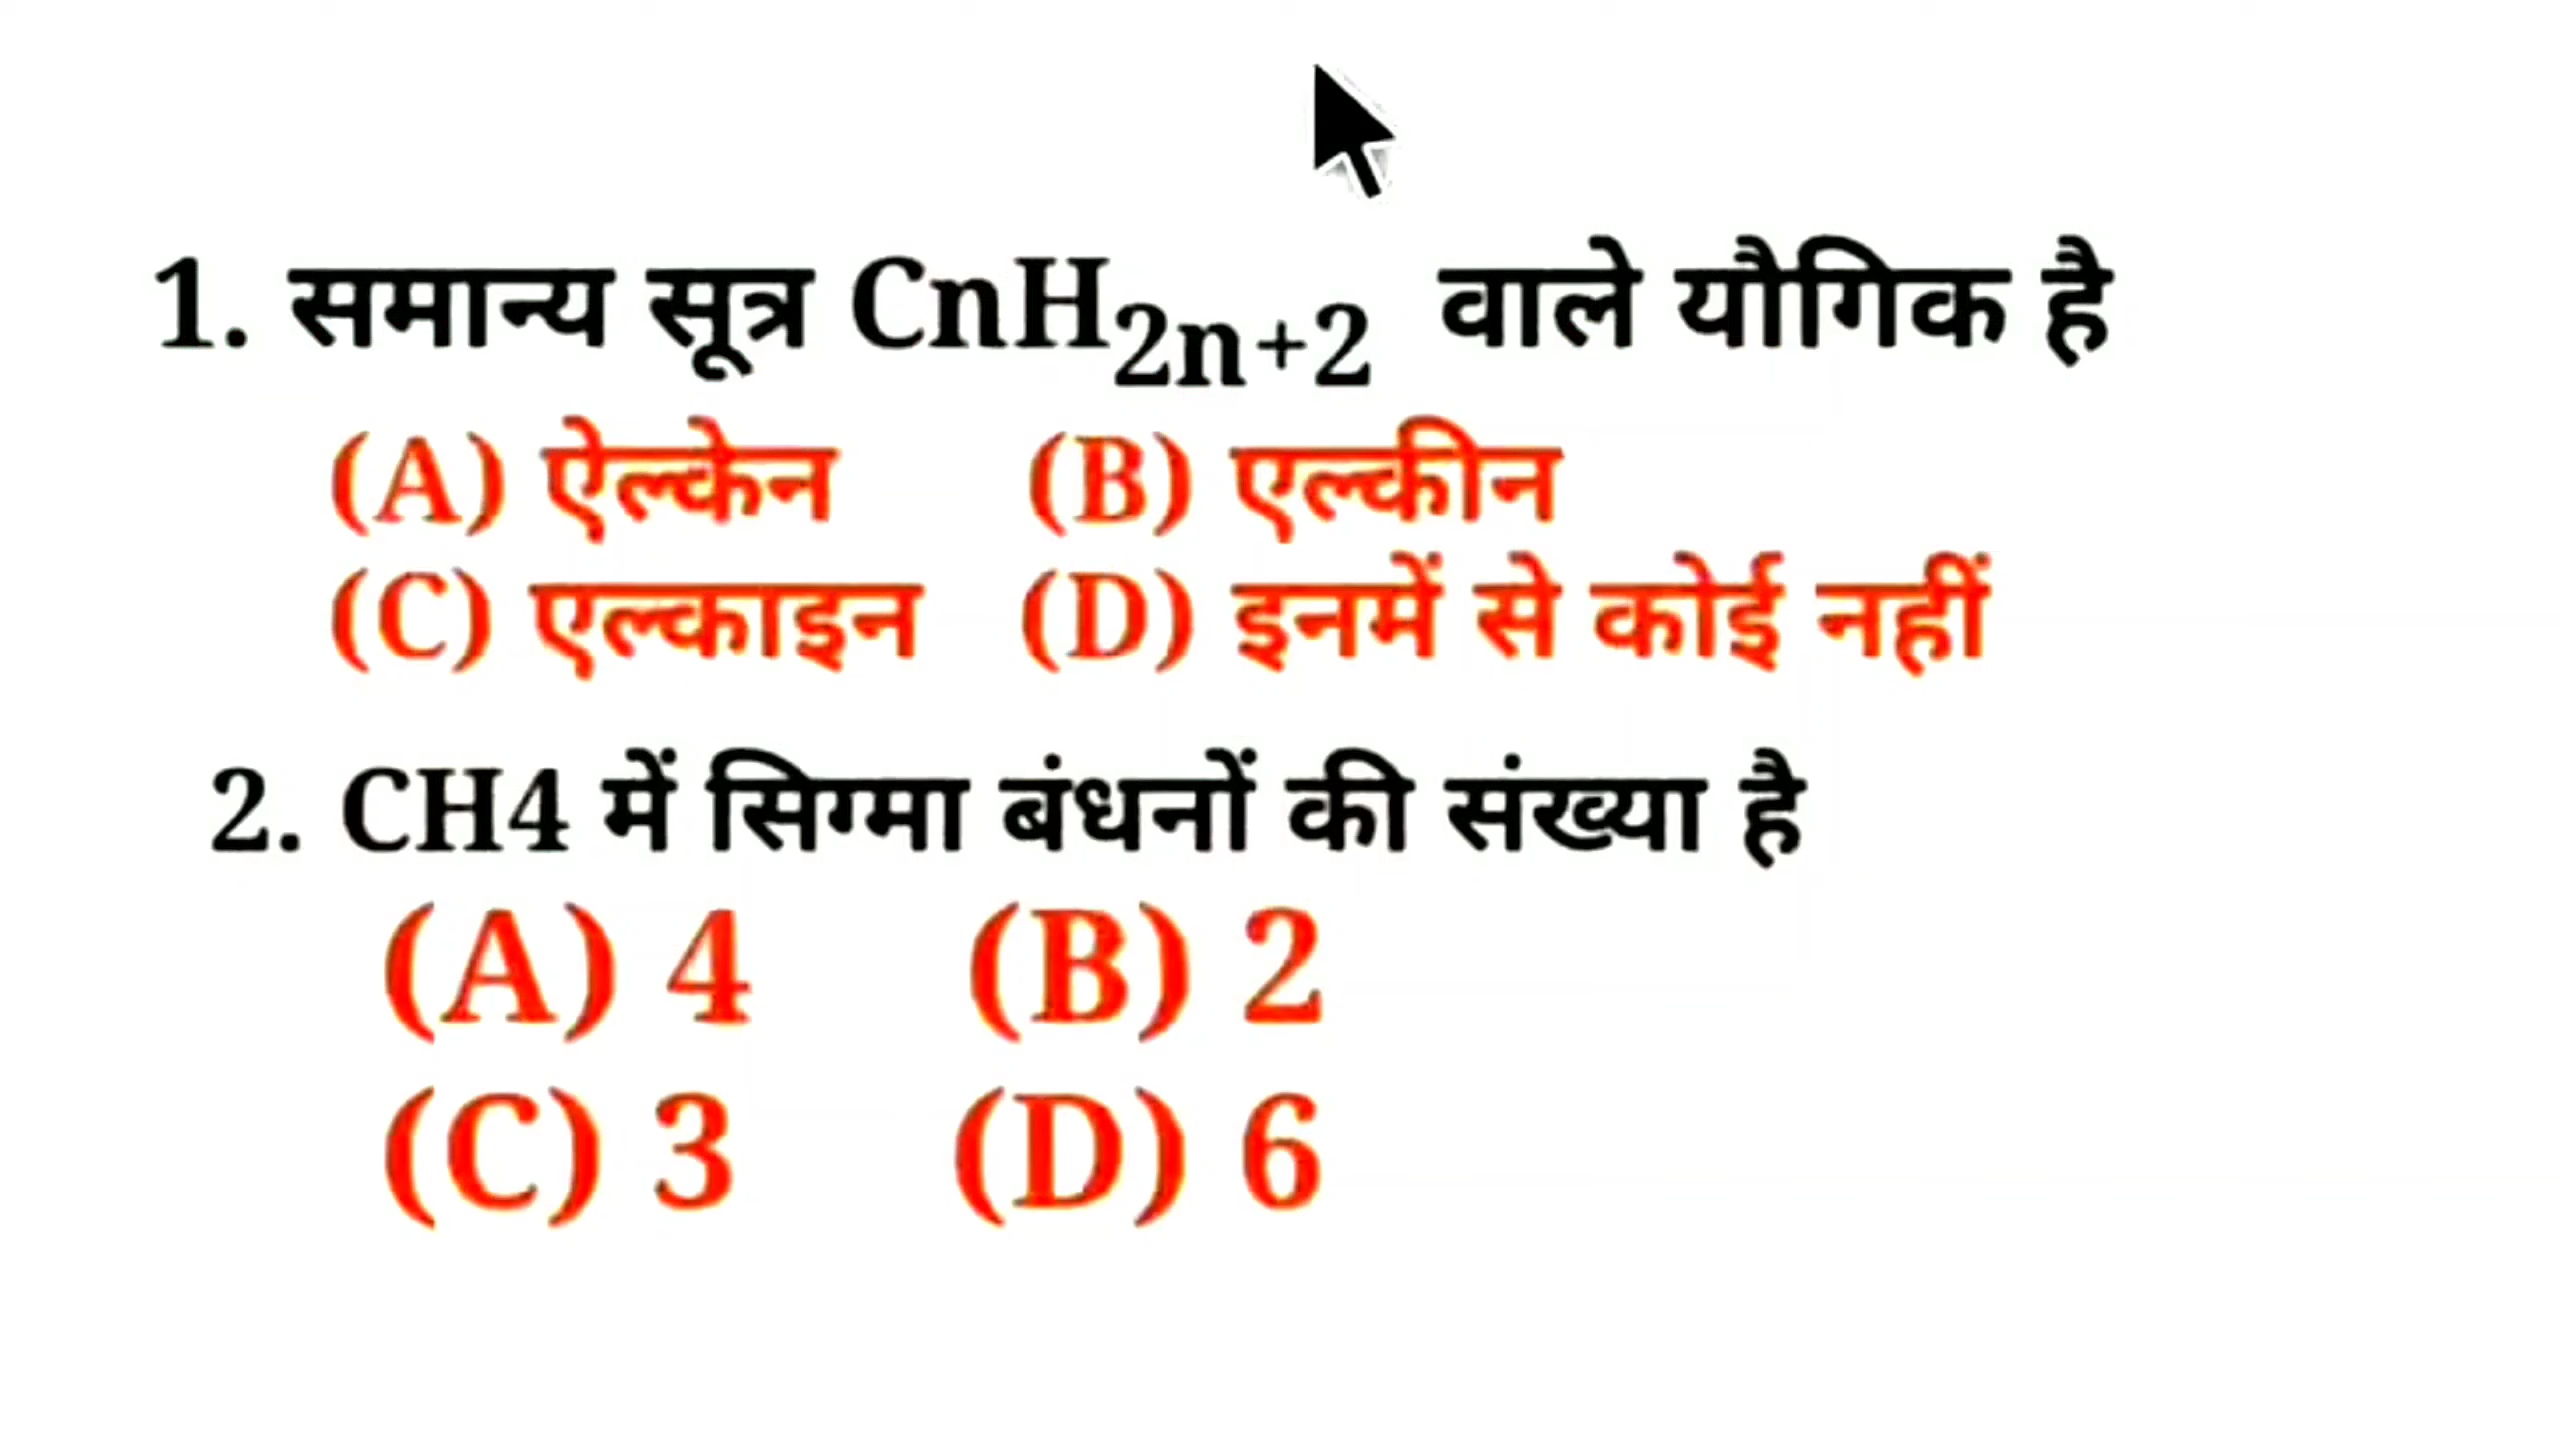 1. समान्य सूत्र CnH2n+2 वाले यौगिक है
(A) ऐल्केन (B) एल्कीन
(C) एल्काइन (D) इनमें से कोई नहीं
2. CH4 में सिग्मा बंधनों की संख्या है
(A) 4 (B) 2
(C) 3 (D) 6